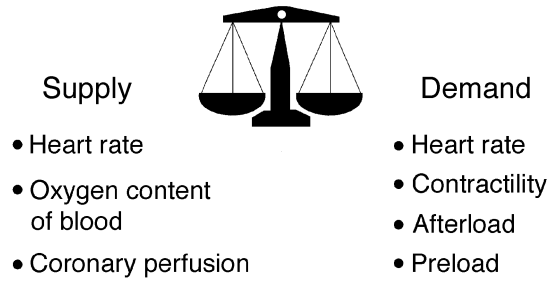 Supply
• Heart rate
• Oxygen content
of blood
• Coronary perfusion
Demand
• Heart rate
• Contractility
• Afterload
• Preload